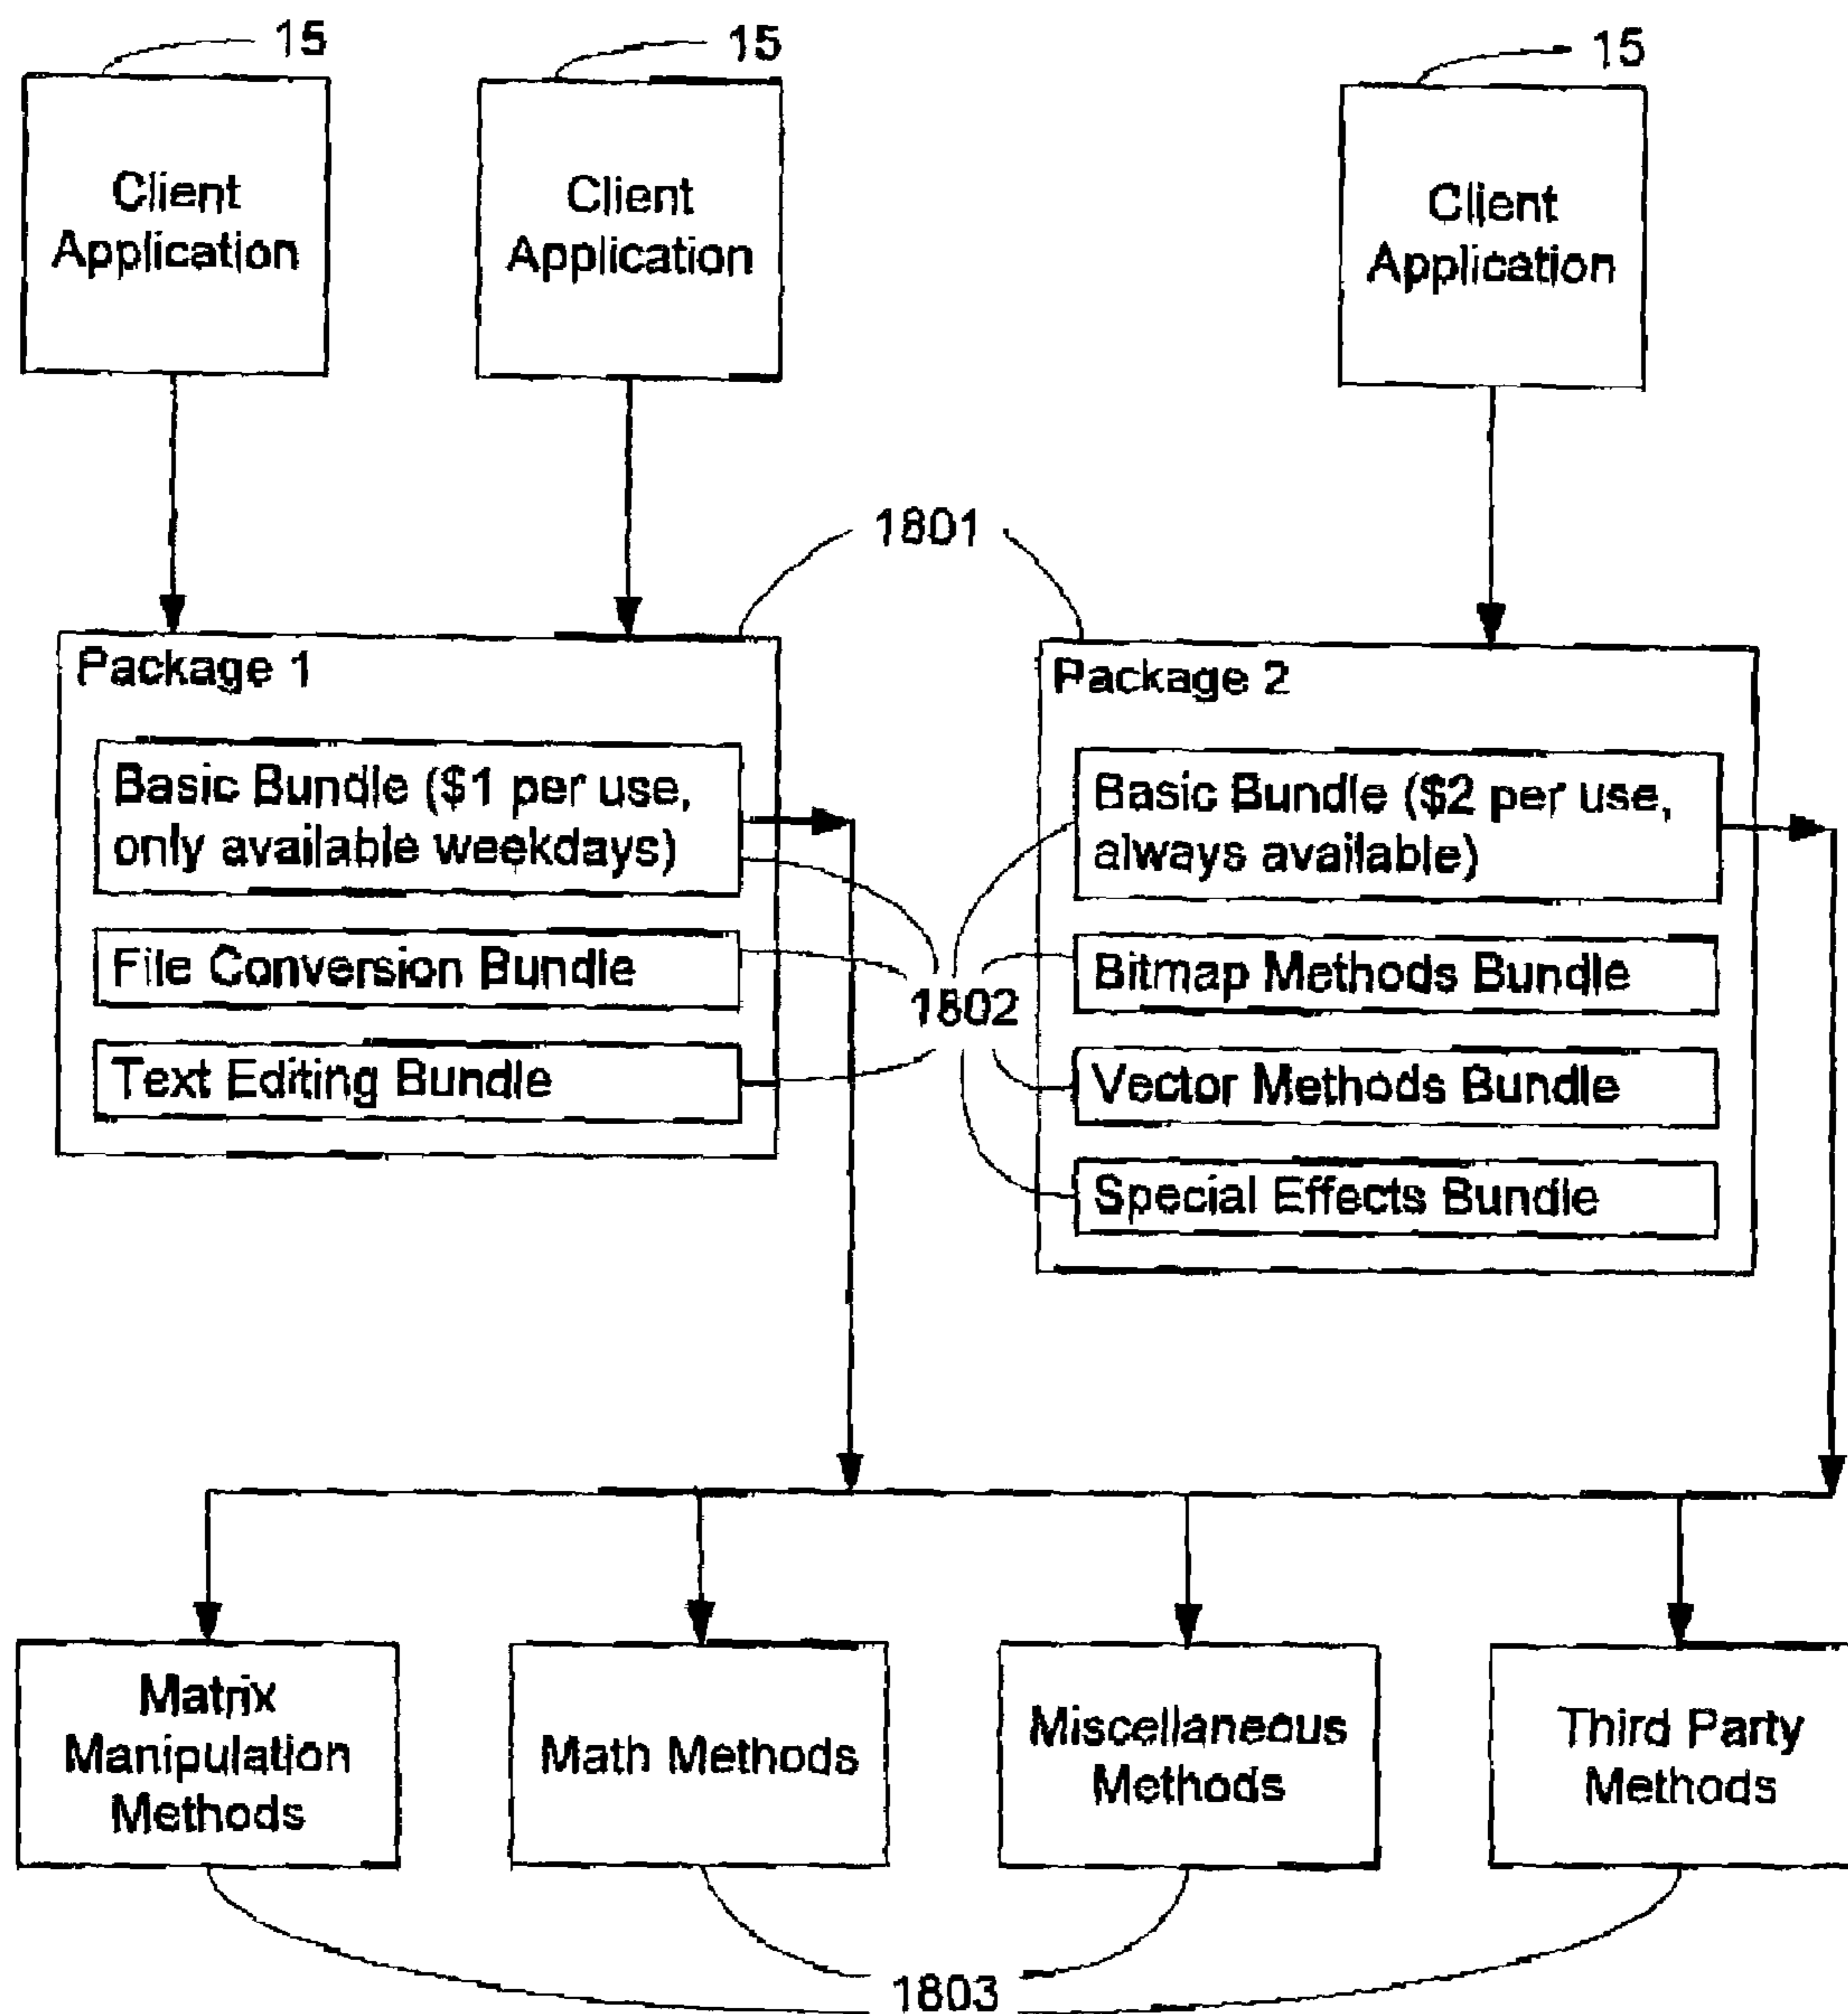 15
15
15
Client
Application
Client
Application
Client
Application
1801
Package 1
Basic Bundle ($1 per use,
only available weekdays)
File Conversion Bundle
Text Editing Bundle
Package 2
Basic Bundle ($2 per use,
always available)
Bitmap Methods Bundle
Vector Methods Bundle
Special Effects Bundle
1802
Matrix
Manipulation
Methods
Math Methods
Miscellaneous
Methods
Third Party
Methods
1803